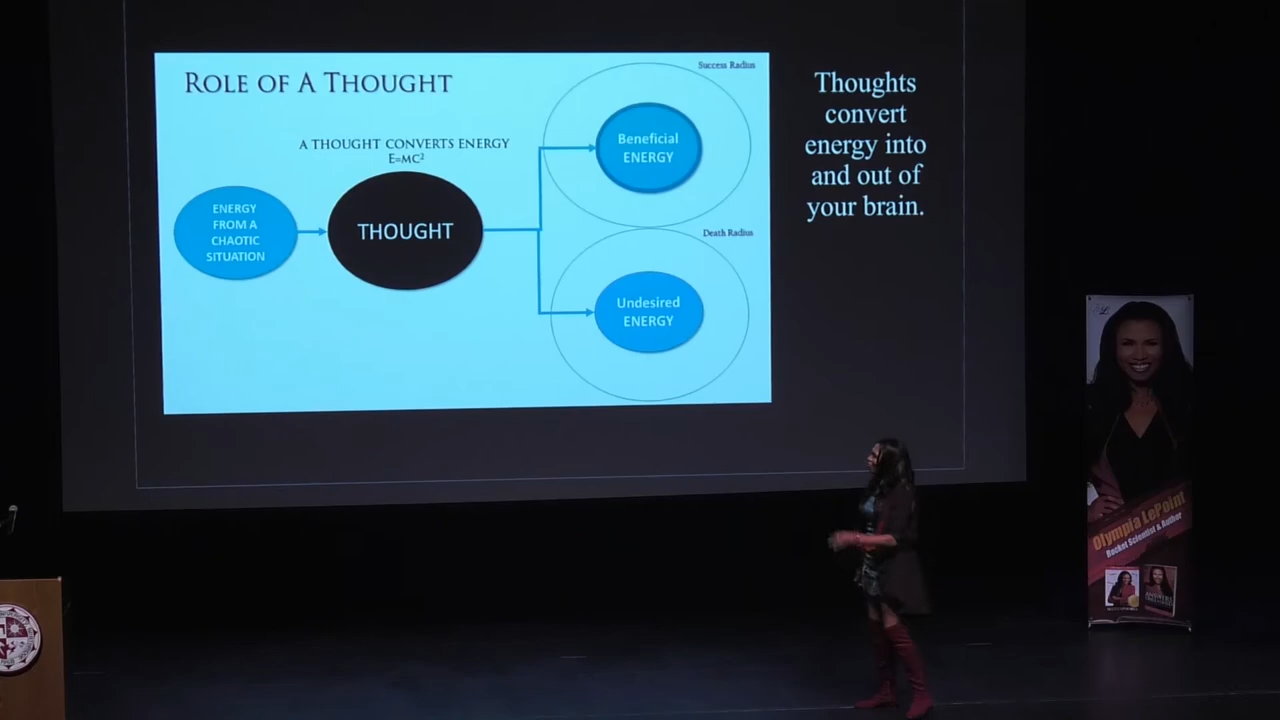 ROLE OF A THOUGHT
A THOUGHT CONVERTS ENERGY
E=MC²
ENERGY
FROM A
CHAOTIC
SITUATION
THOUGHT
Success Radius
Beneficial
ENERGY
Death Radius
Undesired
ENERGY
Thoughts
convert
energy into
and out of
your brain.
Olympia LePoint
Rocket Scientist & Author